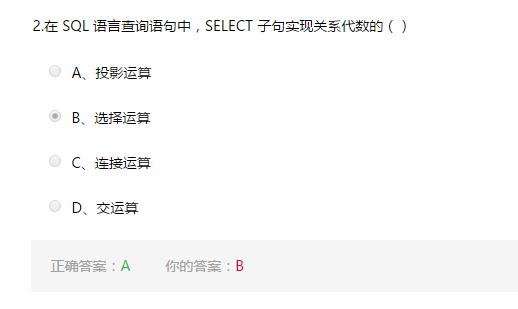 2.在 SQL 语言查询语句中，SELECT 子句实现关系代数的（ ）
A、投影运算
B、选择运算
C、连接运算
D、交运算
正确答案：A 你的答案：B